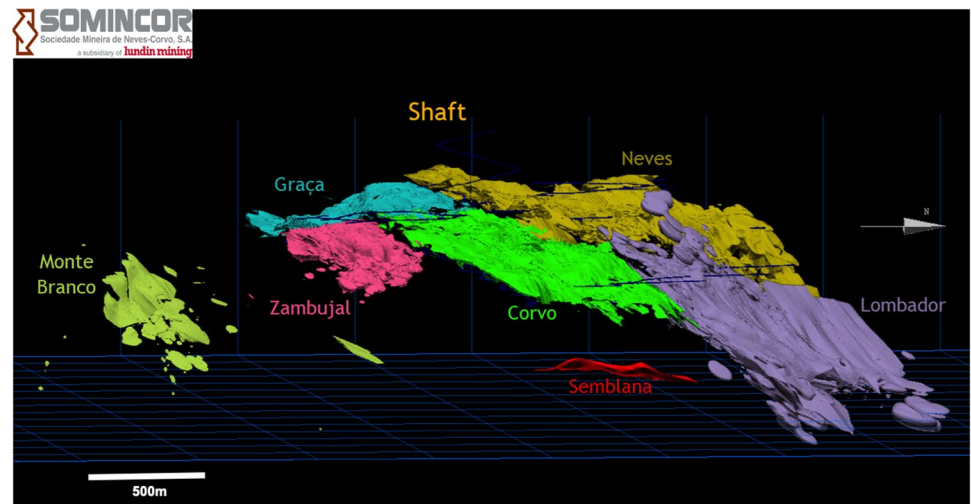 SOMINCOR
Sociedade Mineira de Neves-Corvo, S.A.
a subsidiary of lundin mining
Shaft
Neves
Graça
N
Monte
Branco
Zambujal
Corvo
Lombador
Semblana
500m